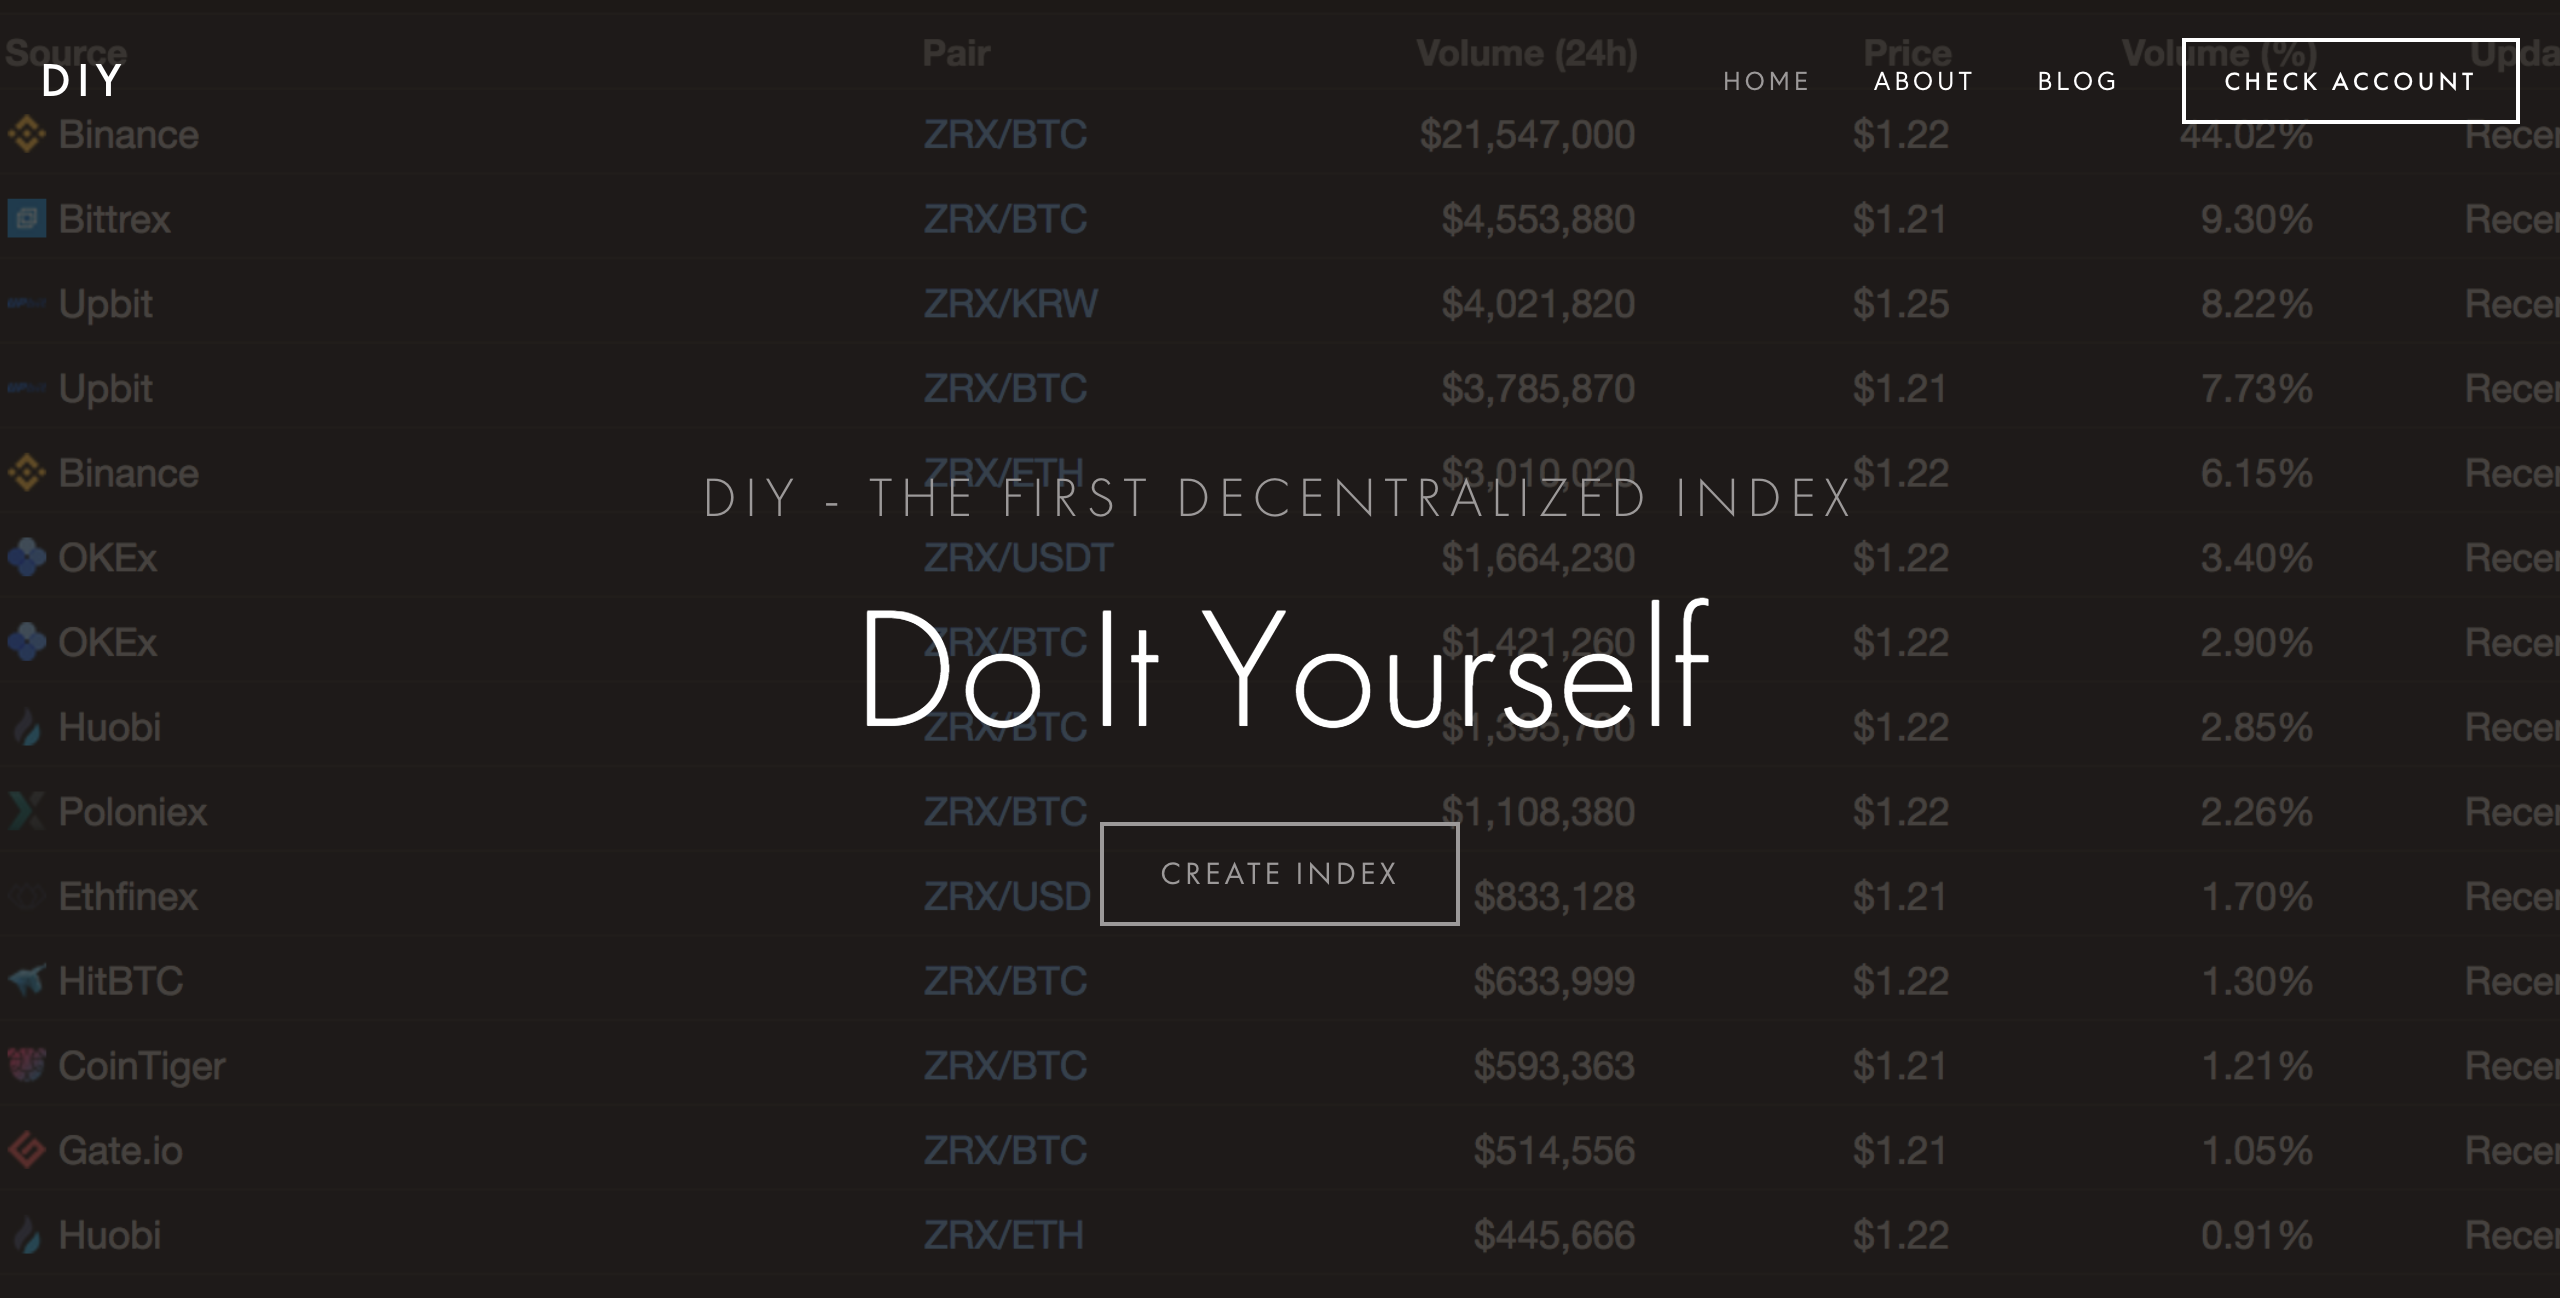 Source Pair Volume (24h) Price Volume (%) Upda
DIY HOME ABOUT BLOG CHECK ACCOUNT
Binance ZRX/BTC $21,547,000 $1.22 44.02% Recen
Bittrex ZRX/BTC $4,553,880 $1.21 9.30% Recen
Upbit ZRX/KRW $4,021,820 $1.25 8.22% Recen
Upbit ZRX/BTC $3,785,870 $1.21 7.73% Recen
Binance ZRX/ETH $3,010,020 $1.22 6.15% Recen
DIY - THE FIRST DECENTRALIZED INDEX
OKEx ZRX/USDT $1,664,230 $1.22 3.40% Recen
OKEx ZRX/BTC $1,421,260 $1.22 2.90% Recen
Do It Yourself
Huobi ZRX/BTC $1.22 2.85% Recen
Poloniex ZRX/BTC $1,108,380 $1.22 2.26% Recen
CREATE INDEX
Ethfinex ZRX/USD $833,128 $1.21 1.70% Recen
HitBTC ZRX/BTC $633,999 $1.22 1.30% Recen
CoinTiger ZRX/BTC $593,363 $1.21 1.21% Recen
Gate.io ZRX/BTC $514,556 $1.21 1.05% Recen
Huobi ZRX/ETH $445,666 $1.22 0.91% Recen